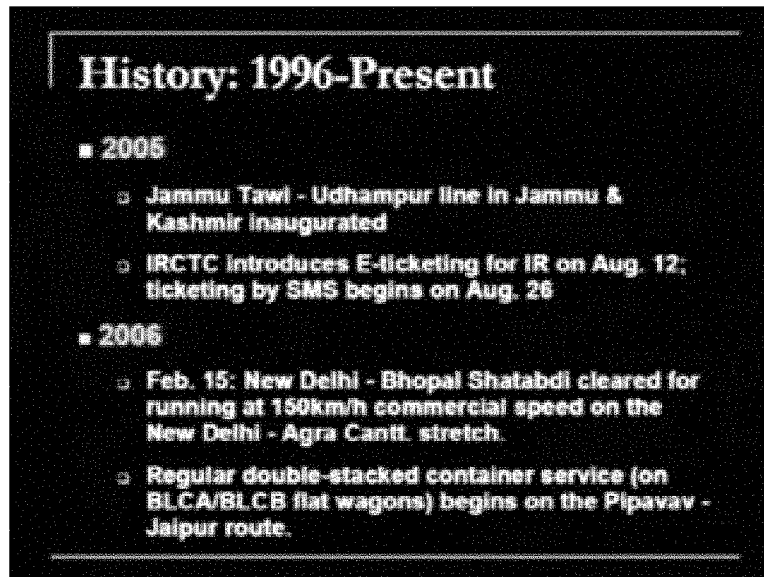 History: 1996-Present
2005
Jammu Tawi - Udhampur line in Jammu &
Kashmir inaugurated
IRCTC introduces E-ticketing for IR on Aug. 12;
ticketing by SMS begins on Aug. 26
2006
Feb. 15: New Delhi - Bhopal Shatabdi cleared for
running at 150km/h commercial speed on the
New Delhi - Agra Cantt. stretch.
Regular double-stacked container service (on
BLCA/BLCB flat wagons) begins on the Pipavav -
Jaipur route.